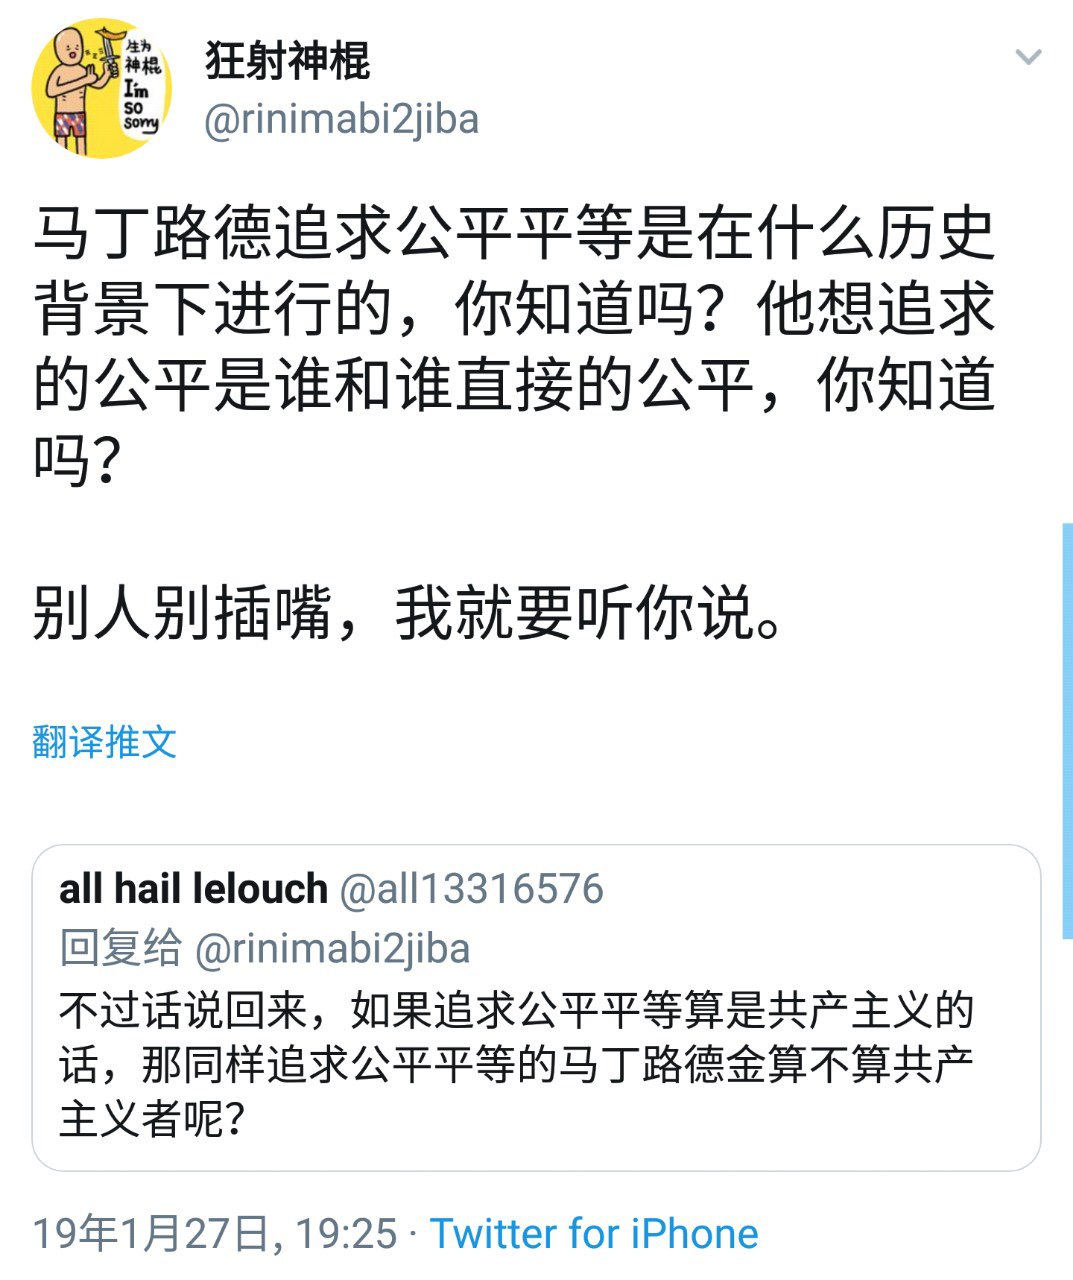 生为
神棍
I'm
so
sorry
狂射神棍
@rinimabi2jiba
马丁路德追求公平平等是在什么历史
背景下进行的，你知道吗？他想追求
的公平是谁和谁直接的公平，你知道
吗？
别人别插嘴，我就要听你说。
翻译推文
all hail lelouch @all13316576
回复给 @rinimabi2jiba
不过话说回来，如果追求公平平等算是共产主义的
话，那同样追求公平平等的马丁路德金算不算共产
主义者呢？
19年1月27日, 19:25 · Twitter for iPhone